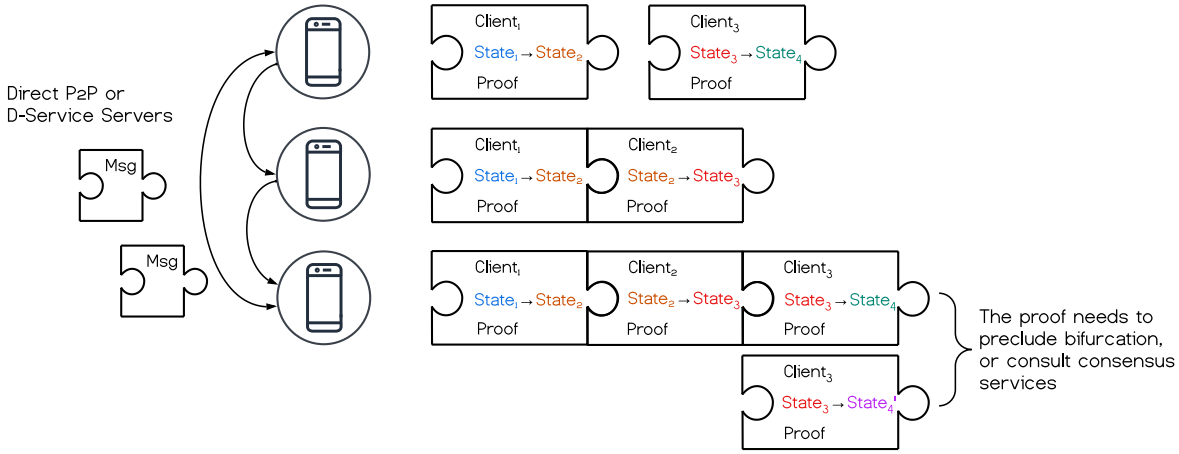 Direct P2P or
D-Service Servers
Msg
Msg
Client₁
State₁→State₂
Proof
Client₃
State₃→State₄
Proof
Client₁
State₁→State₂
Proof
Client₂
State₂→State₃
Proof
Client₁
State₁→State₂
Proof
Client₂
State₂→State₃
Proof
Client₃
State₃→State₄
Proof
Client₃
State₃→State₄'
Proof
The proof needs to
preclude bifurcation,
or consult consensus
services